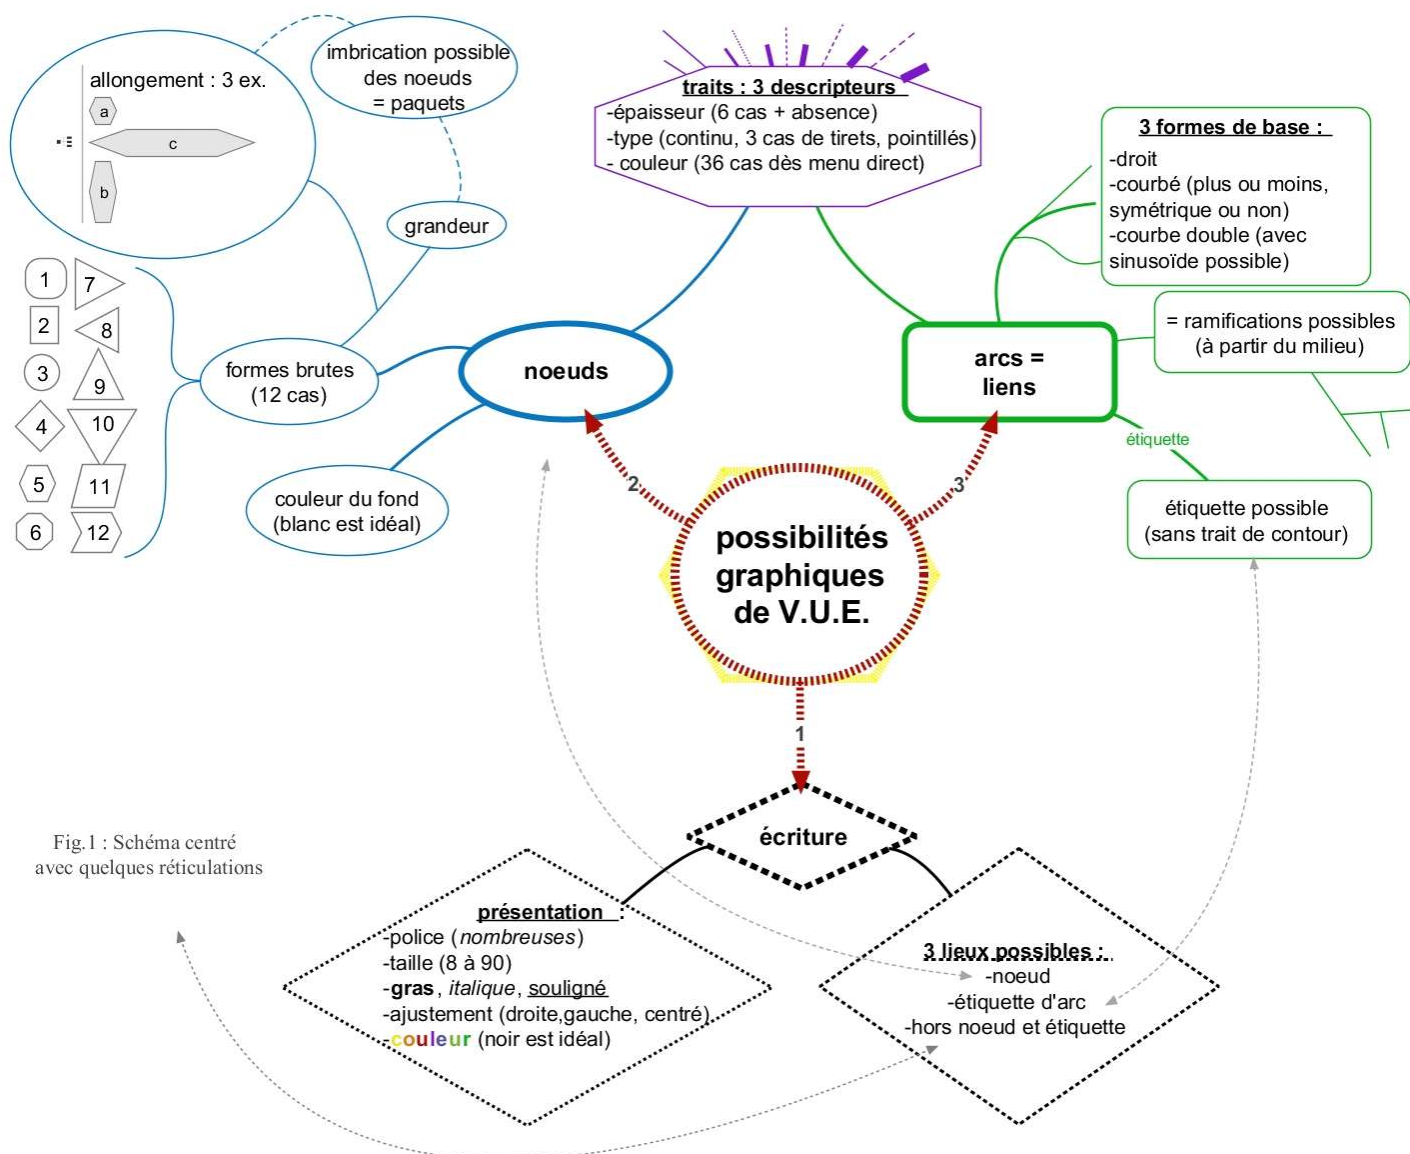 imbrication possible
des noeuds
= paquets
allongement : 3 ex.
a
c
b
grandeur
traits : 3 descripteurs
-épaisseur (6 cas + absence)
-type (continu, 3 cas de tirets, pointillés)
- couleur (36 cas dès menu direct)
3 formes de base :
-droit
-courbé (plus ou moins,
symétrique ou non)
-courbe double (avec
sinusoïde possible)
= ramifications possibles
(à partir du milieu)
1
7
2
8
3
9
4
10
5
11
6
12
formes brutes
(12 cas)
noeuds
arcs =
liens
étiquette
couleur du fond
(blanc est idéal)
étiquette possible
(sans trait de contour)
2
3
possibilités
graphiques
de V.U.E.
1
écriture
Fig.1 : Schéma centré
avec quelques réticulations
présentation :
-police (nombreuses)
-taille (8 à 90)
-gras, italique, souligné
-ajustement (droite,gauche, centré)
-couleur (noir est idéal)
3 lieux possibles :
-noeud
-étiquette d'arc
-hors noeud et étiquette